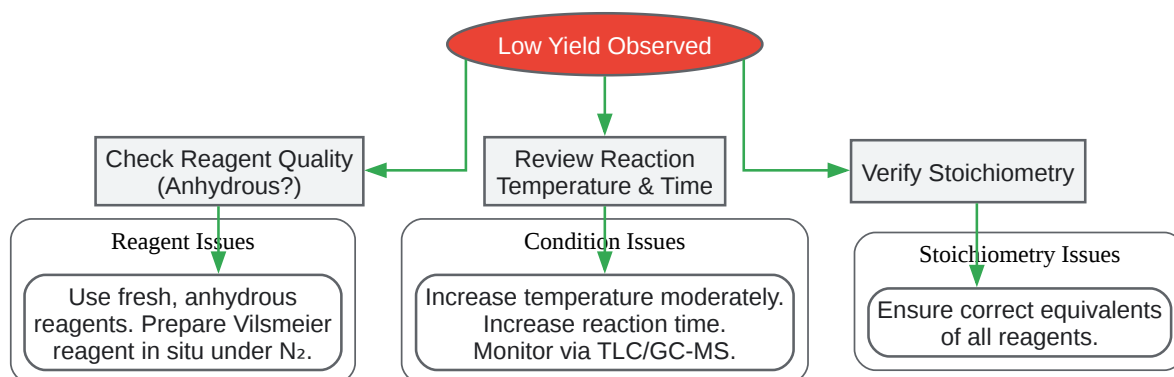 Low Yield Observed
Check Reagent Quality
(Anhydrous?)
Review Reaction
Temperature & Time
Verify Stoichiometry
Reagent Issues
Condition Issues
Stoichiometry Issues
Use fresh, anhydrous
reagents. Prepare Vilsmeier
reagent in situ under N₂.
Increase temperature moderately.
Increase reaction time.
Monitor via TLC/GC-MS.
Ensure correct equivalents
of all reagents.